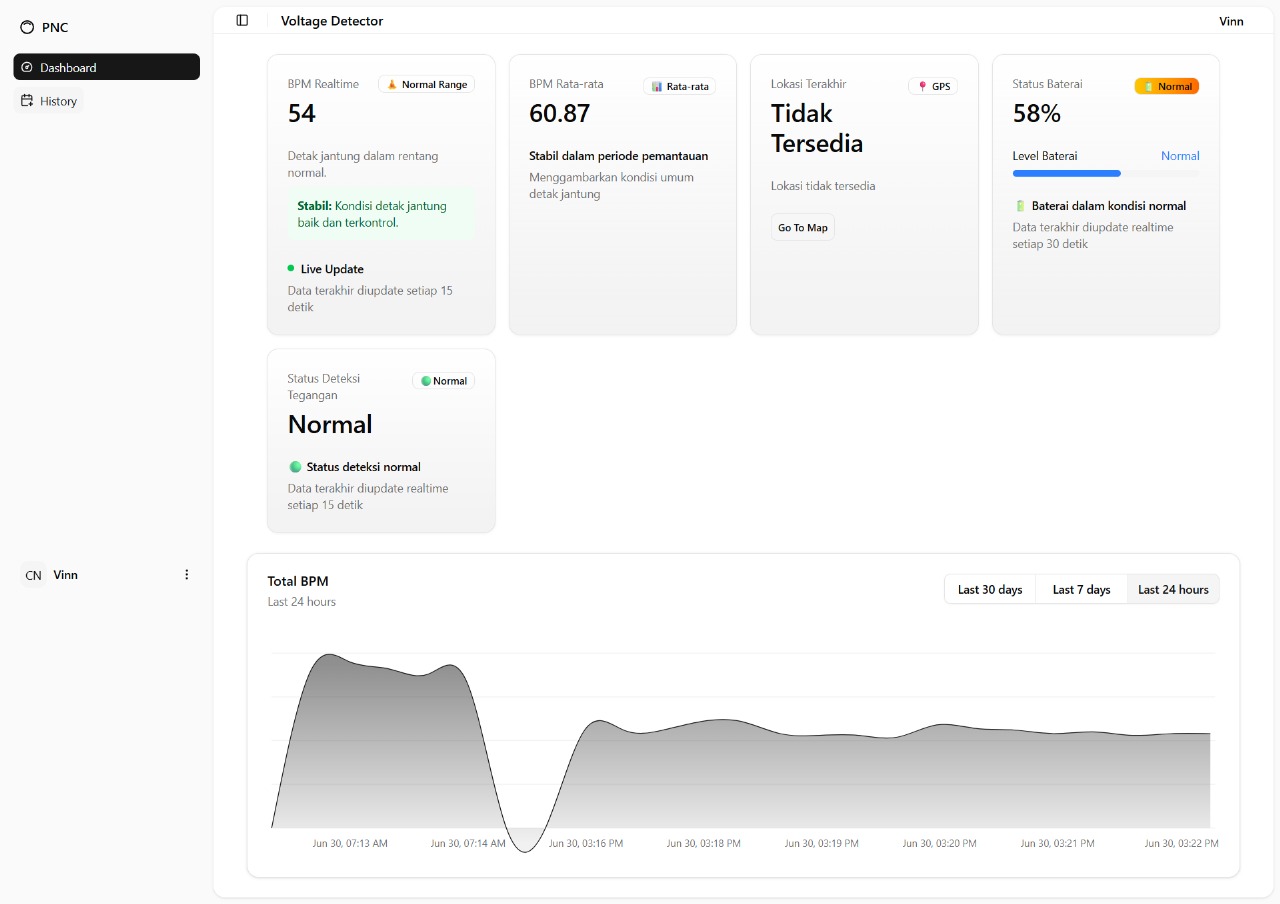 PNC
Dashboard
History
CN Vinn
Voltage Detector
Vinn
BPM Realtime
Normal Range
54
Detak jantung dalam rentang
normal.
Stabil: Kondisi detak jantung
baik dan terkontrol.
Live Update
Data terakhir diupdate setiap 15
detik
BPM Rata-rata
Rata-rata
60.87
Stabil dalam periode pemantauan
Menggambarkan kondisi umum
detak jantung
Lokasi Terakhir
GPS
Tidak
Tersedia
Lokasi tidak tersedia
Go To Map
Status Baterai
Normal
58%
Level Baterai
Normal
Baterai dalam kondisi normal
Data terakhir diupdate realtime
setiap 30 detik
Status Deteksi
Tegangan
Normal
Normal
Status deteksi normal
Data terakhir diupdate realtime
setiap 15 detik
Total BPM
Last 24 hours
Last 30 days
Last 7 days
Last 24 hours
Jun 30, 07:13 AM
Jun 30, 07:14 AM
Jun 30, 03:16 PM
Jun 30, 03:18 PM
Jun 30, 03:19 PM
Jun 30, 03:20 PM
Jun 30, 03:21 PM
Jun 30, 03:22 PM